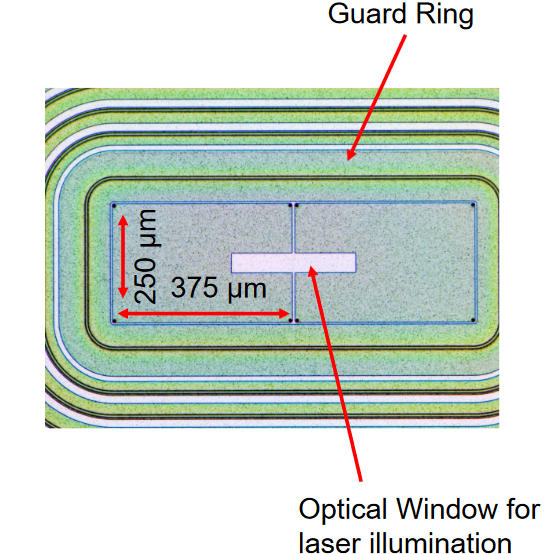 Guard Ring
250 μm
375 μm
Optical Window for
laser illumination